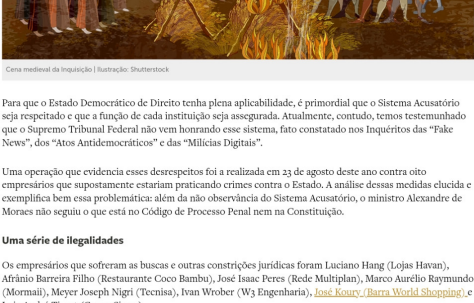 Cena medieval da Inquisição | Ilustração: Shutterstock
Para que o Estado Democrático de Direito tenha plena aplicabilidade, é primordial que o Sistema Acusatório
seja respeitado e que a função de cada instituição seja assegurada. Atualmente, contudo, temos testemunhado
que o Supremo Tribunal Federal não vem honrando esse sistema, fato constatado nos Inquéritos das “Fake
News”, dos “Atos Antidemocráticos” e das “Milícias Digitais”.
Uma operação que evidencia esses desrespeitos foi a realizada em 23 de agosto deste ano contra oito
empresários que supostamente estariam praticando crimes contra o Estado. A análise dessas medidas elucida e
exemplifica bem essa problemática: além da não observância do Sistema Acusatório, o ministro Alexandre de
Moraes não seguiu o que está no Código de Processo Penal nem na Constituição.
Uma série de ilegalidades
Os empresários que sofreram as buscas e outras constrições jurídicas foram Luciano Hang (Lojas Havan),
Afrânio Barreira Filho (Restaurante Coco Bambu), José Isaac Peres (Rede Multiplan), Marco Aurélio Raymundo
(Mormaii), Meyer Joseph Nigri (Tecnisa), Ivan Wrober (W3 Engenharia), José Koury (Barra World Shopping) e